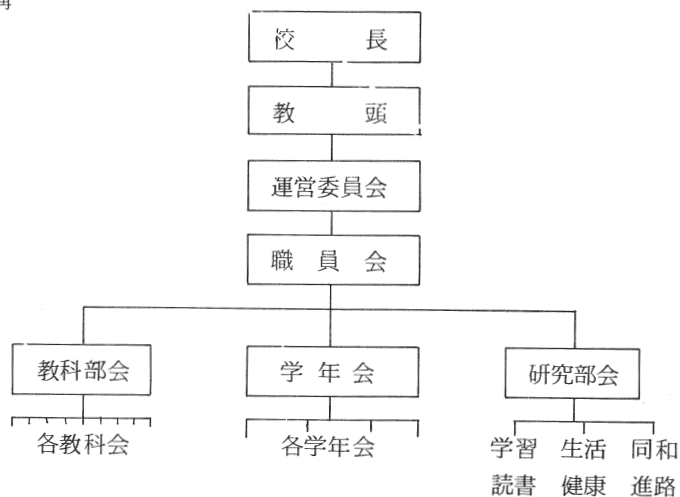 校長
教頭
運営委員会
職員会
教科部会 学年会 研究部会
各教科会 各学年会 学習 生活 同和
読書 健康 進路